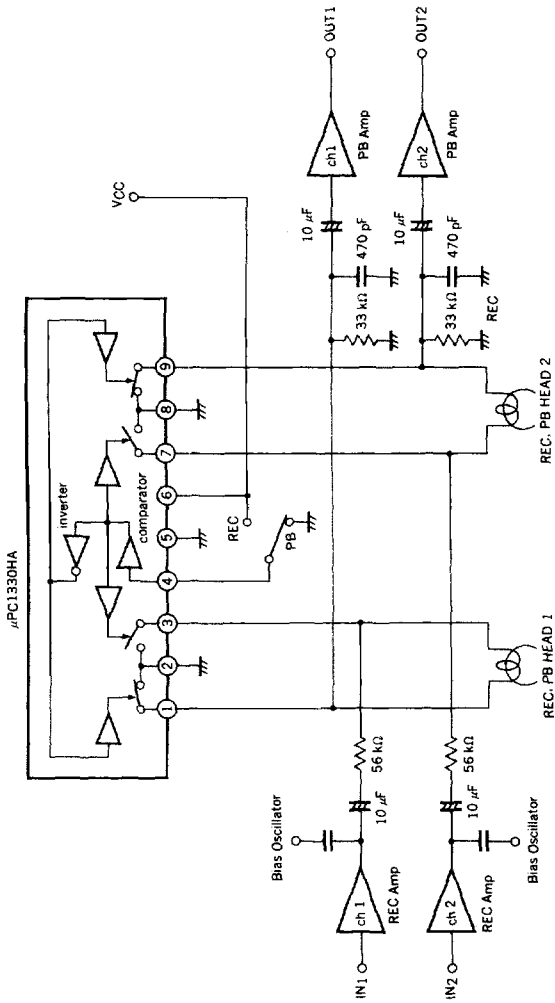 μPC1330HA
inverter
comparator
1
2
3
4
5
6
7
8
9
VCC
REC
PB
Bias Oscillator
IN1
ch 1
REC Amp
10 μF
56 kΩ
IN2
ch 2
REC Amp
10 μF
56 kΩ
Bias Oscillator
REC. PB HEAD 1
REC. PB HEAD 2
33 kΩ
470 pF
10 μF
ch1
PB Amp
OUT1
33 kΩ
470 pF
10 μF
ch2
PB Amp
OUT2
REC